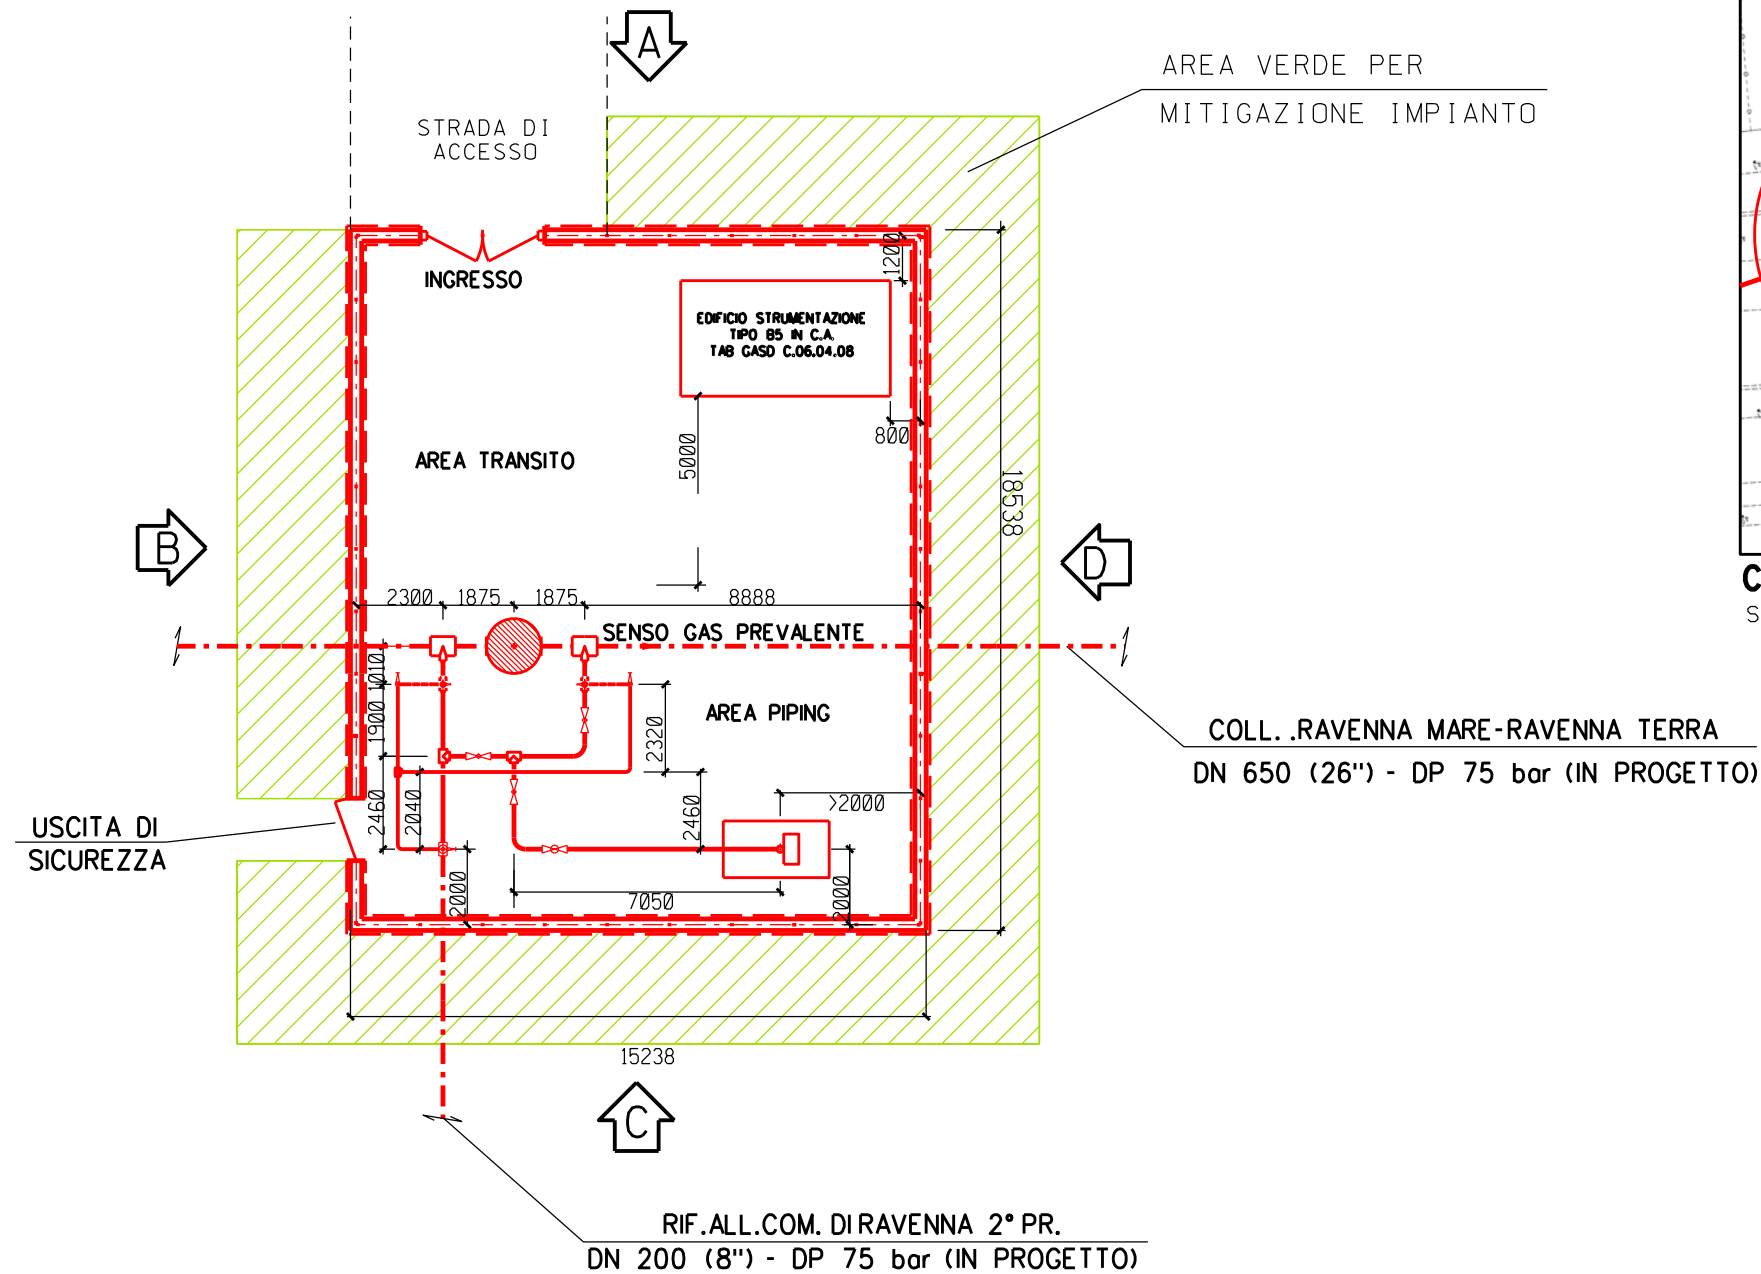 A
AREA VERDE PER
MITIGAZIONE IMPIANTO
STRADA DI
ACCESSO
INGRESSO
1200
EDIFICIO STRUMENTAZIONE
TIPO B5 IN C.A.
TAB GASD C.06.04.08
800
5000
AREA TRANSITO
18538
B
D
C
S
2300
1875
1875
8888
SENSO GAS PREVALENTE
1010
1900
2320
AREA PIPING
COLL. .RAVENNA MARE-RAVENNA TERRA
DN 650 (26") - DP 75 bar (IN PROGETTO)
2460
2040
2460
>2000
USCITA DI
SICUREZZA
2000
7050
2000
15238
C
RIF.ALL.COM. DI RAVENNA 2° PR.
DN 200 (8") - DP 75 bar (IN PROGETTO)